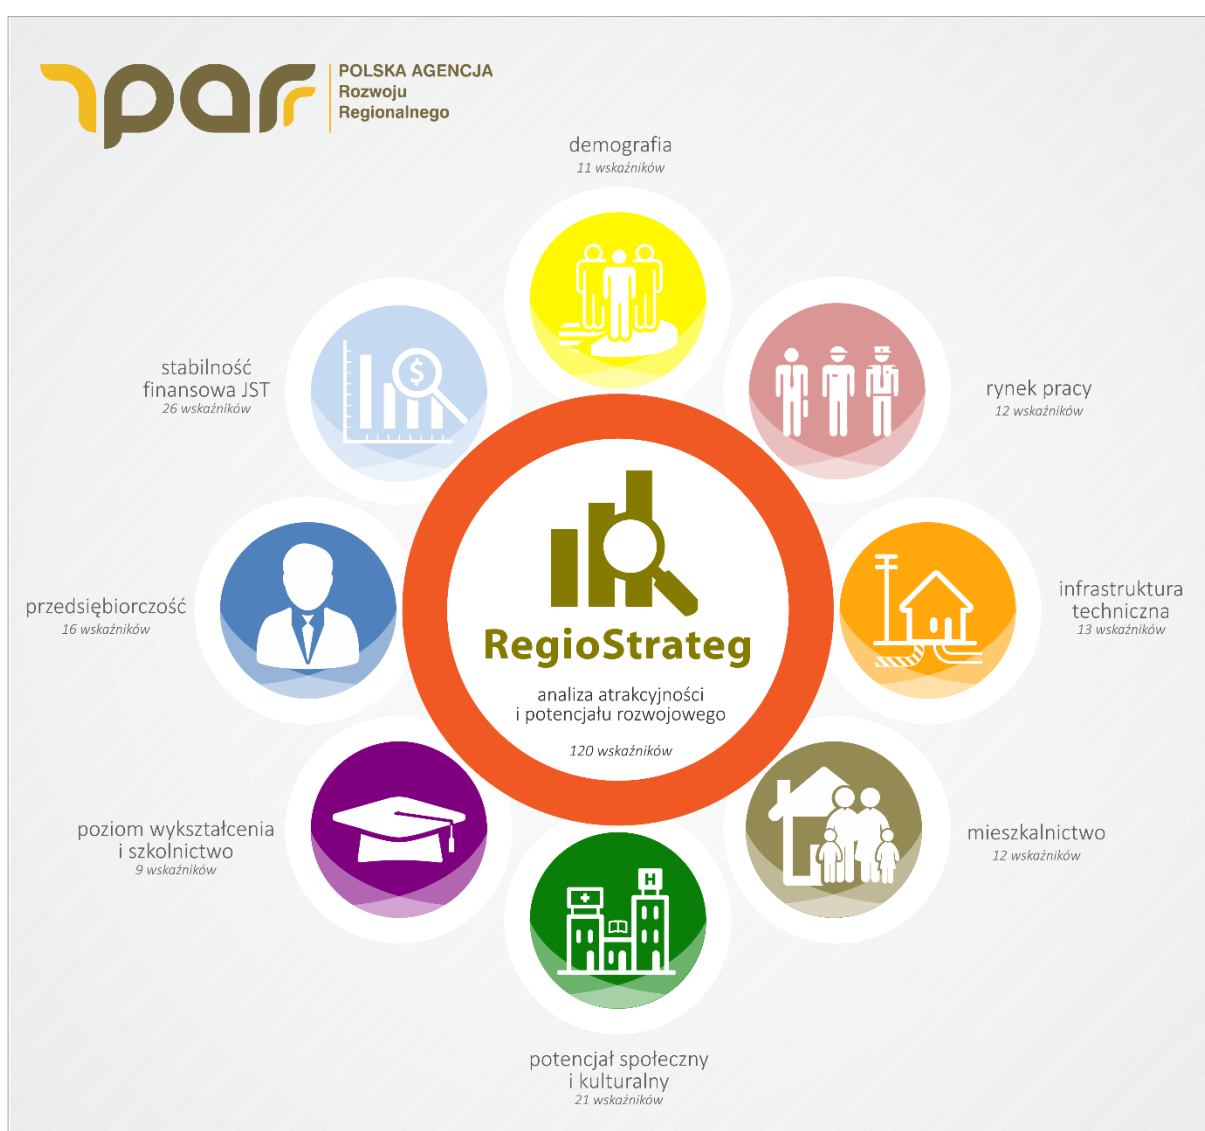 par
POLSKA AGENCJA
Rozwoju
Regionalnego
demografia
11 wskaźników
stabilność
finansowa JST
26 wskaźników
$
rynek pracy
12 wskaźników
przedsiębiorczość
16 wskaźników
RegioStrateg
analiza atrakcyjności
i potencjału rozwojowego
120 wskaźników
infrastruktura
techniczna
13 wskaźników
poziom wykształcenia
i szkolnictwo
9 wskaźników
mieszkalnictwo
12 wskaźników
H
potencjał społeczny
i kulturalny
21 wskaźników